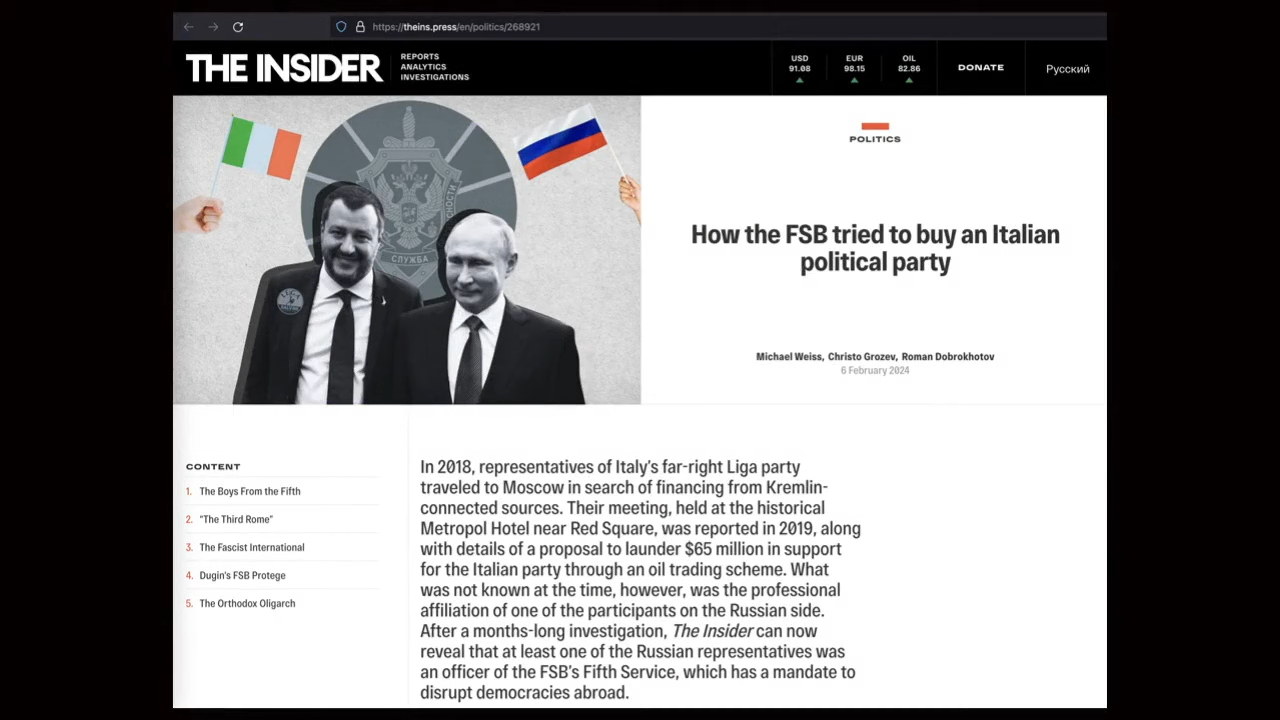 https://theins.press/en/politics/268921
THE INSIDER
REPORTS
ANALYTICS
INVESTIGATIONS
USD
91.08
EUR
98.15
OIL
82.86
DONATE
Русский
СЛУЖБА
POLITICS
How the FSB tried to buy an Italian
political party
Michael Weiss, Christo Grozev, Roman Dobrokhotov
6 February 2024
CONTENT
1. The Boys From the Fifth
2. "The Third Rome"
3. The Fascist International
4. Dugin's FSB Protege
5. The Orthodox Oligarch
In 2018, representatives of Italy's far-right Liga party
traveled to Moscow in search of financing from Kremlin-
connected sources. Their meeting, held at the historical
Metropol Hotel near Red Square, was reported in 2019, along
with details of a proposal to launder $65 million in support
for the Italian party through an oil trading scheme. What
was not known at the time, however, was the professional
affiliation of one of the participants on the Russian side.
After a months-long investigation, The Insider can now
reveal that at least one of the Russian representatives was
an officer of the FSB's Fifth Service, which has a mandate to
disrupt democracies abroad.